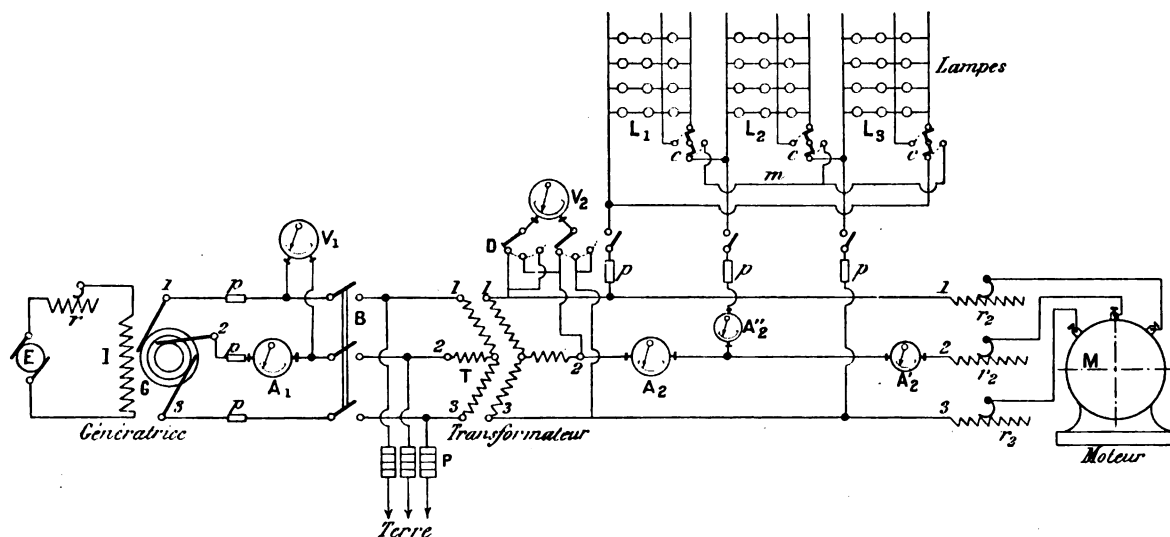 Lampes
L1 L2 L3
c c c
m
V2
V1
D
p p p
1 p B 1 1 1 r2
r
E I G 2 p A1 2 T 2 A2 A"2 A'2 2 r2 M
3 p 3 3 3 r3
Génératrice Transformateur Moteur
P
Terre